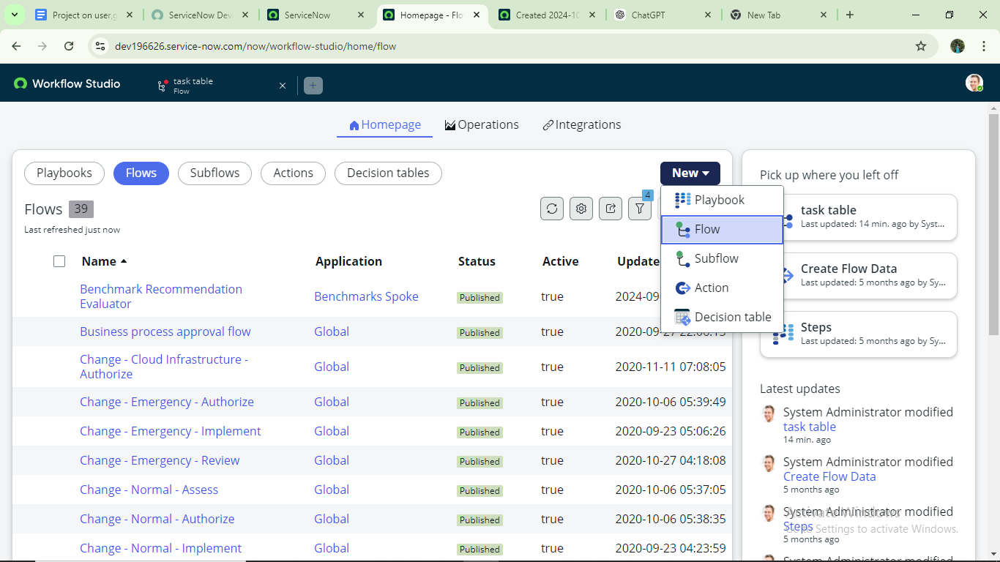 Project on user,g
ServiceNow Dev
ServiceNow
Homepage - Flo
Created 2024-10
ChatGPT
New Tab
dev196626.service-now.com/now/workflow-studio/home/flow
Workflow Studio
task table
Flow
Homepage
Operations
Integrations
Playbooks
Flows
Subflows
Actions
Decision tables
New
Flows 39
Last refreshed just now
4
Playbook
Flow
Subflow
Action
Decision table
Name Application Status Active Update
Benchmark Recommendation
Evaluator
Benchmarks Spoke Published true 2024-09-
Business process approval flow Global Published true 2020-09-27 22:06:15
Change - Cloud Infrastructure -
Authorize
Global Published true 2020-11-11 07:08:05
Change - Emergency - Authorize Global Published true 2020-10-06 05:39:49
Change - Emergency - Implement Global Published true 2020-09-23 05:06:26
Change - Emergency - Review Global Published true 2020-10-27 04:18:08
Change - Normal - Assess Global Published true 2020-10-06 05:37:05
Change - Normal - Authorize Global Published true 2020-10-06 05:38:35
Change - Normal - Implement Global Published true 2020-09-23 04:23:59
Pick up where you left off
task table
Last updated: 14 min. ago by Syst...
Create Flow Data
Last updated: 5 months ago by Sy...
Steps
Last updated: 5 months ago by Sy...
Latest updates
System Administrator modified
task table
14 min. ago
System Administrator modified
Create Flow Data
5 months ago
System Administrator modified
Steps
5 months ago
System Administrator modified
Activate Windows
Go to Settings to activate Windows.